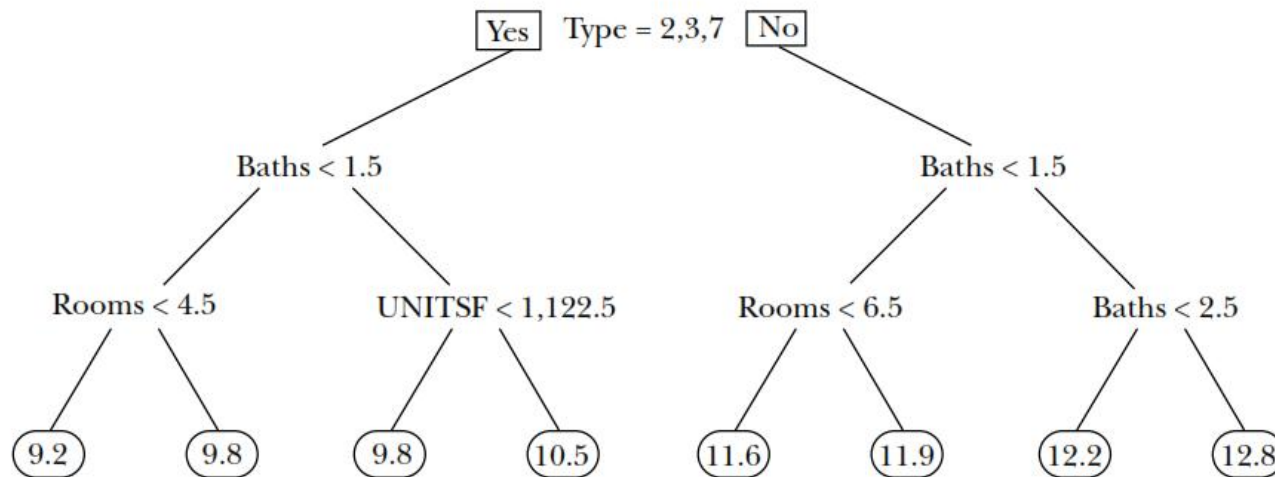 Yes Type = 2,3,7 No
Baths < 1.5 Baths < 1.5
Rooms < 4.5 UNITSF < 1,122.5 Rooms < 6.5 Baths < 2.5
9.2 9.8 9.8 10.5 11.6 11.9 12.2 12.8